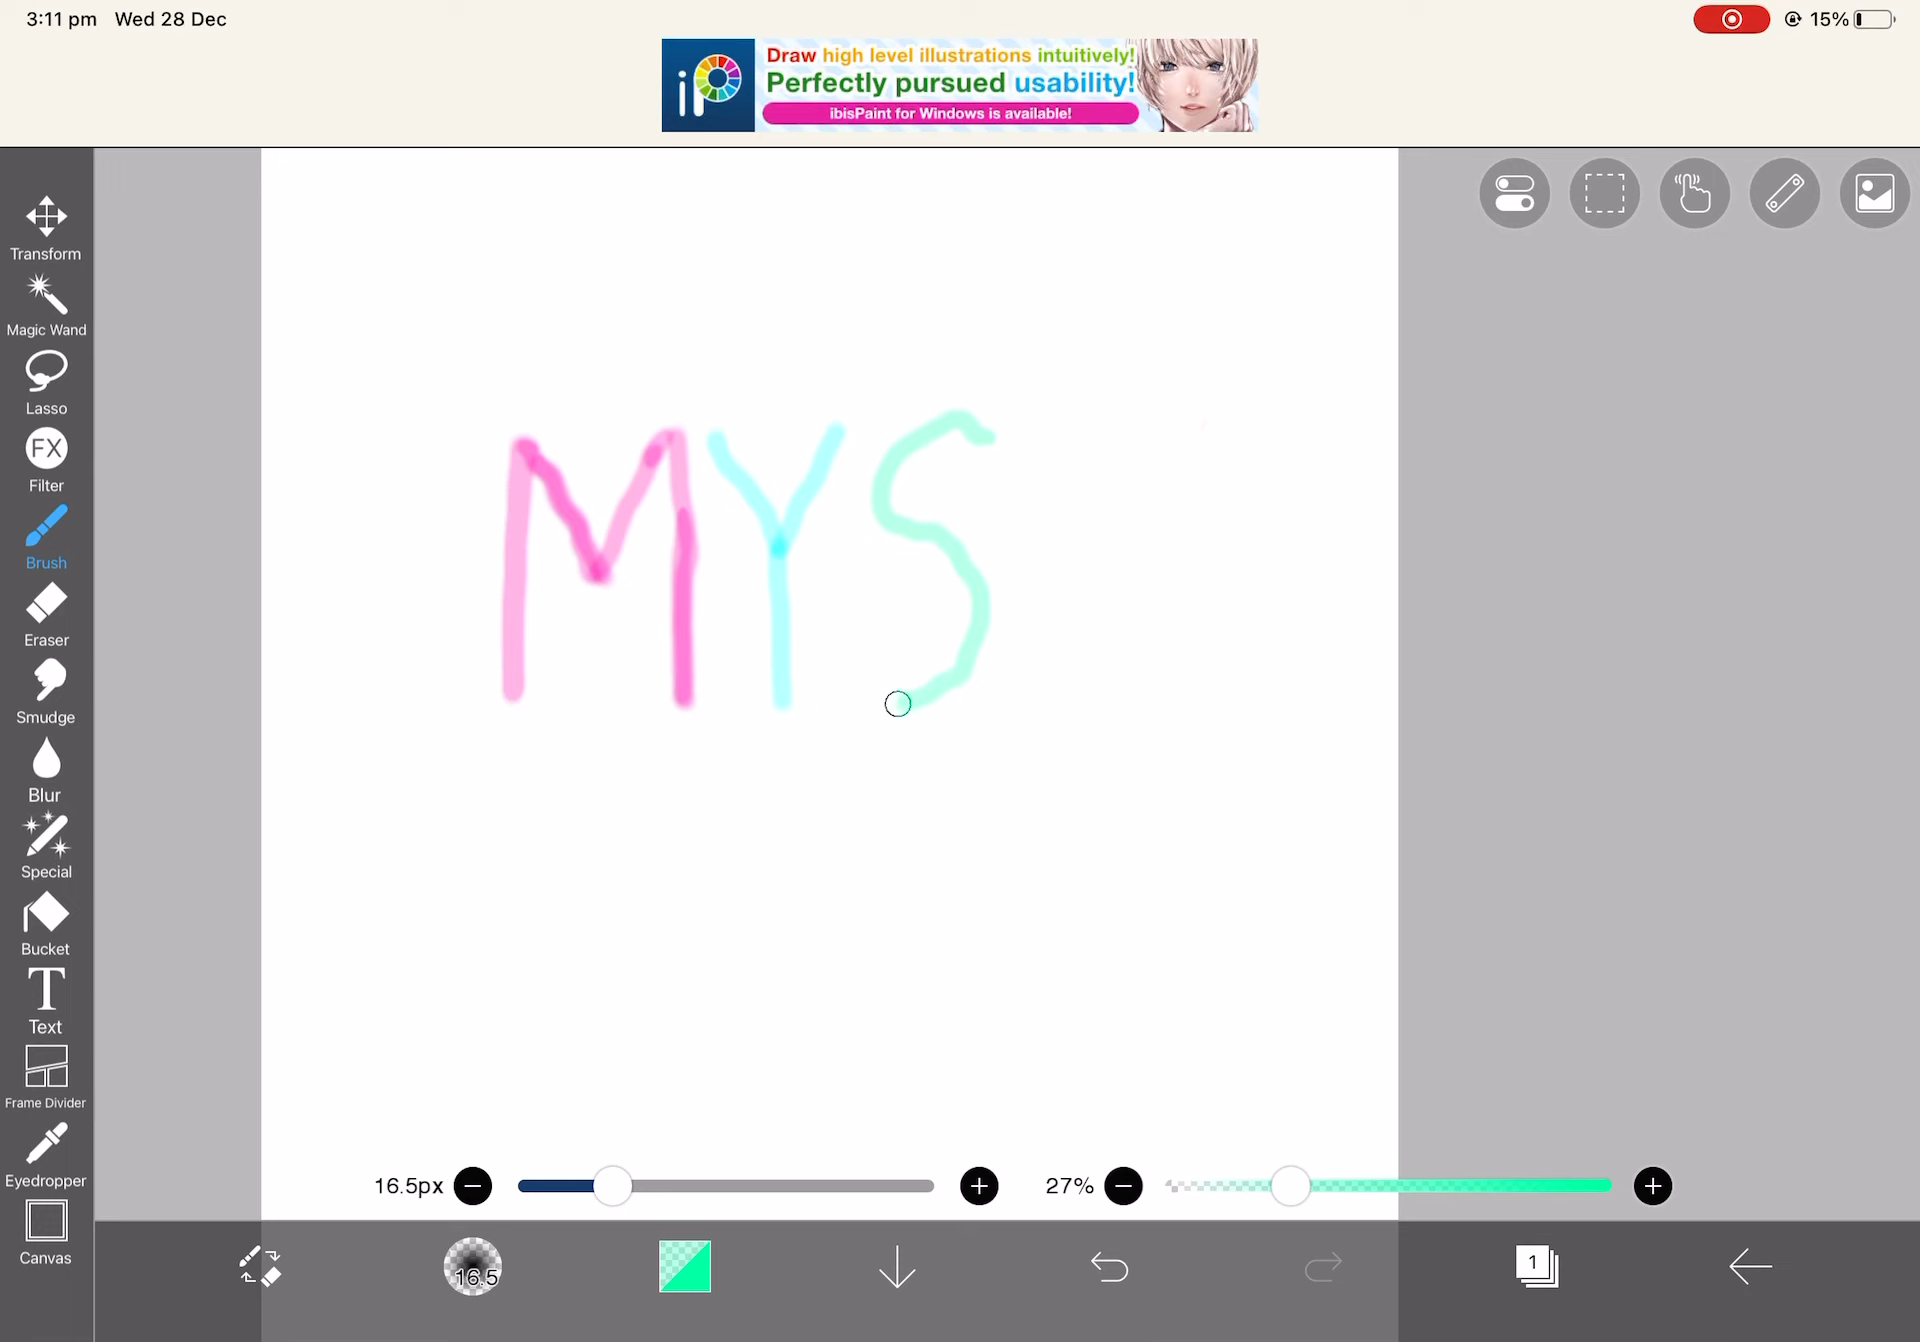 3:11 pm Wed 28 Dec
15%
iP
Draw high level illustrations intuitively!
Perfectly pursued usability!
ibisPaint for Windows is available!
Transform
Magic Wand
Lasso
FX
Filter
Brush
Eraser
Smudge
Blur
Special
Bucket
T
Text
Frame Divider
Eyedropper
Canvas
MYS
16.5px
27%
16.5
1